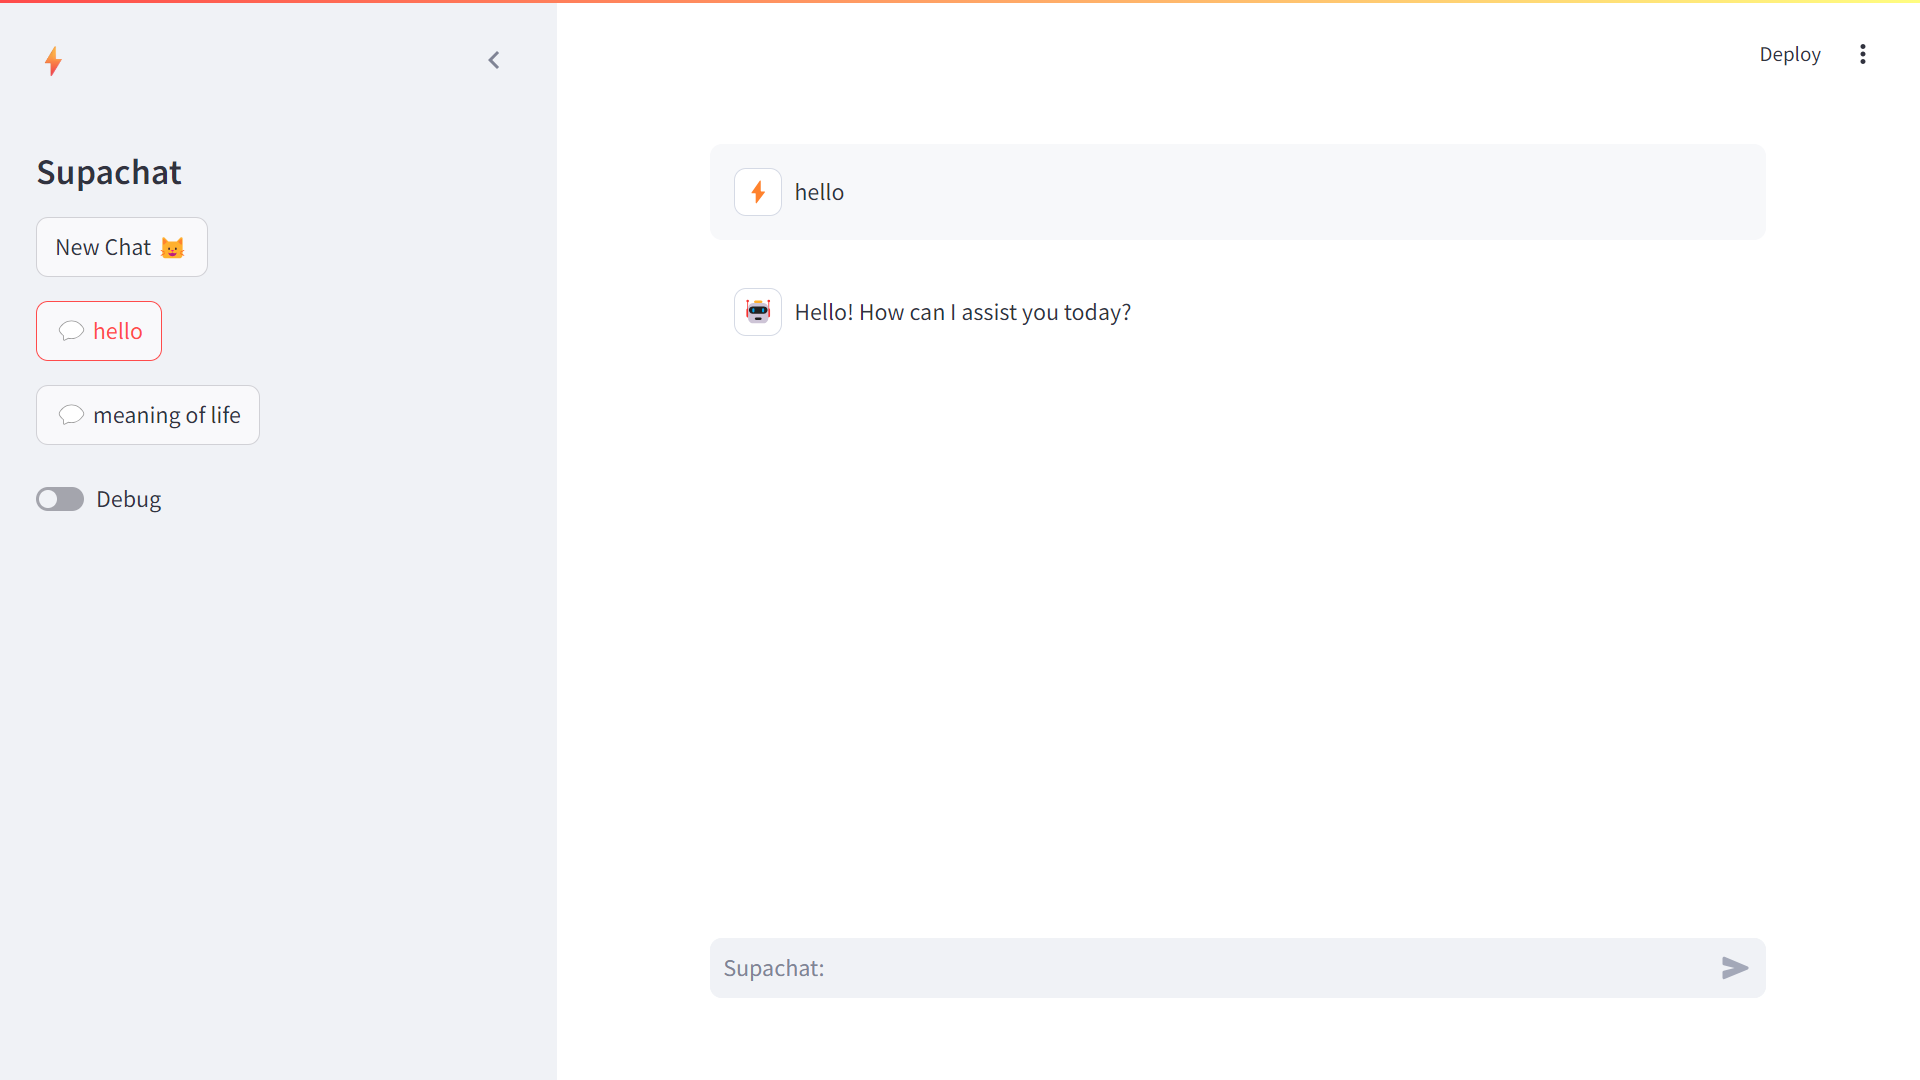 Supachat
New Chat
hello
meaning of life
Debug
Deploy
hello
Hello! How can I assist you today?
Supachat: